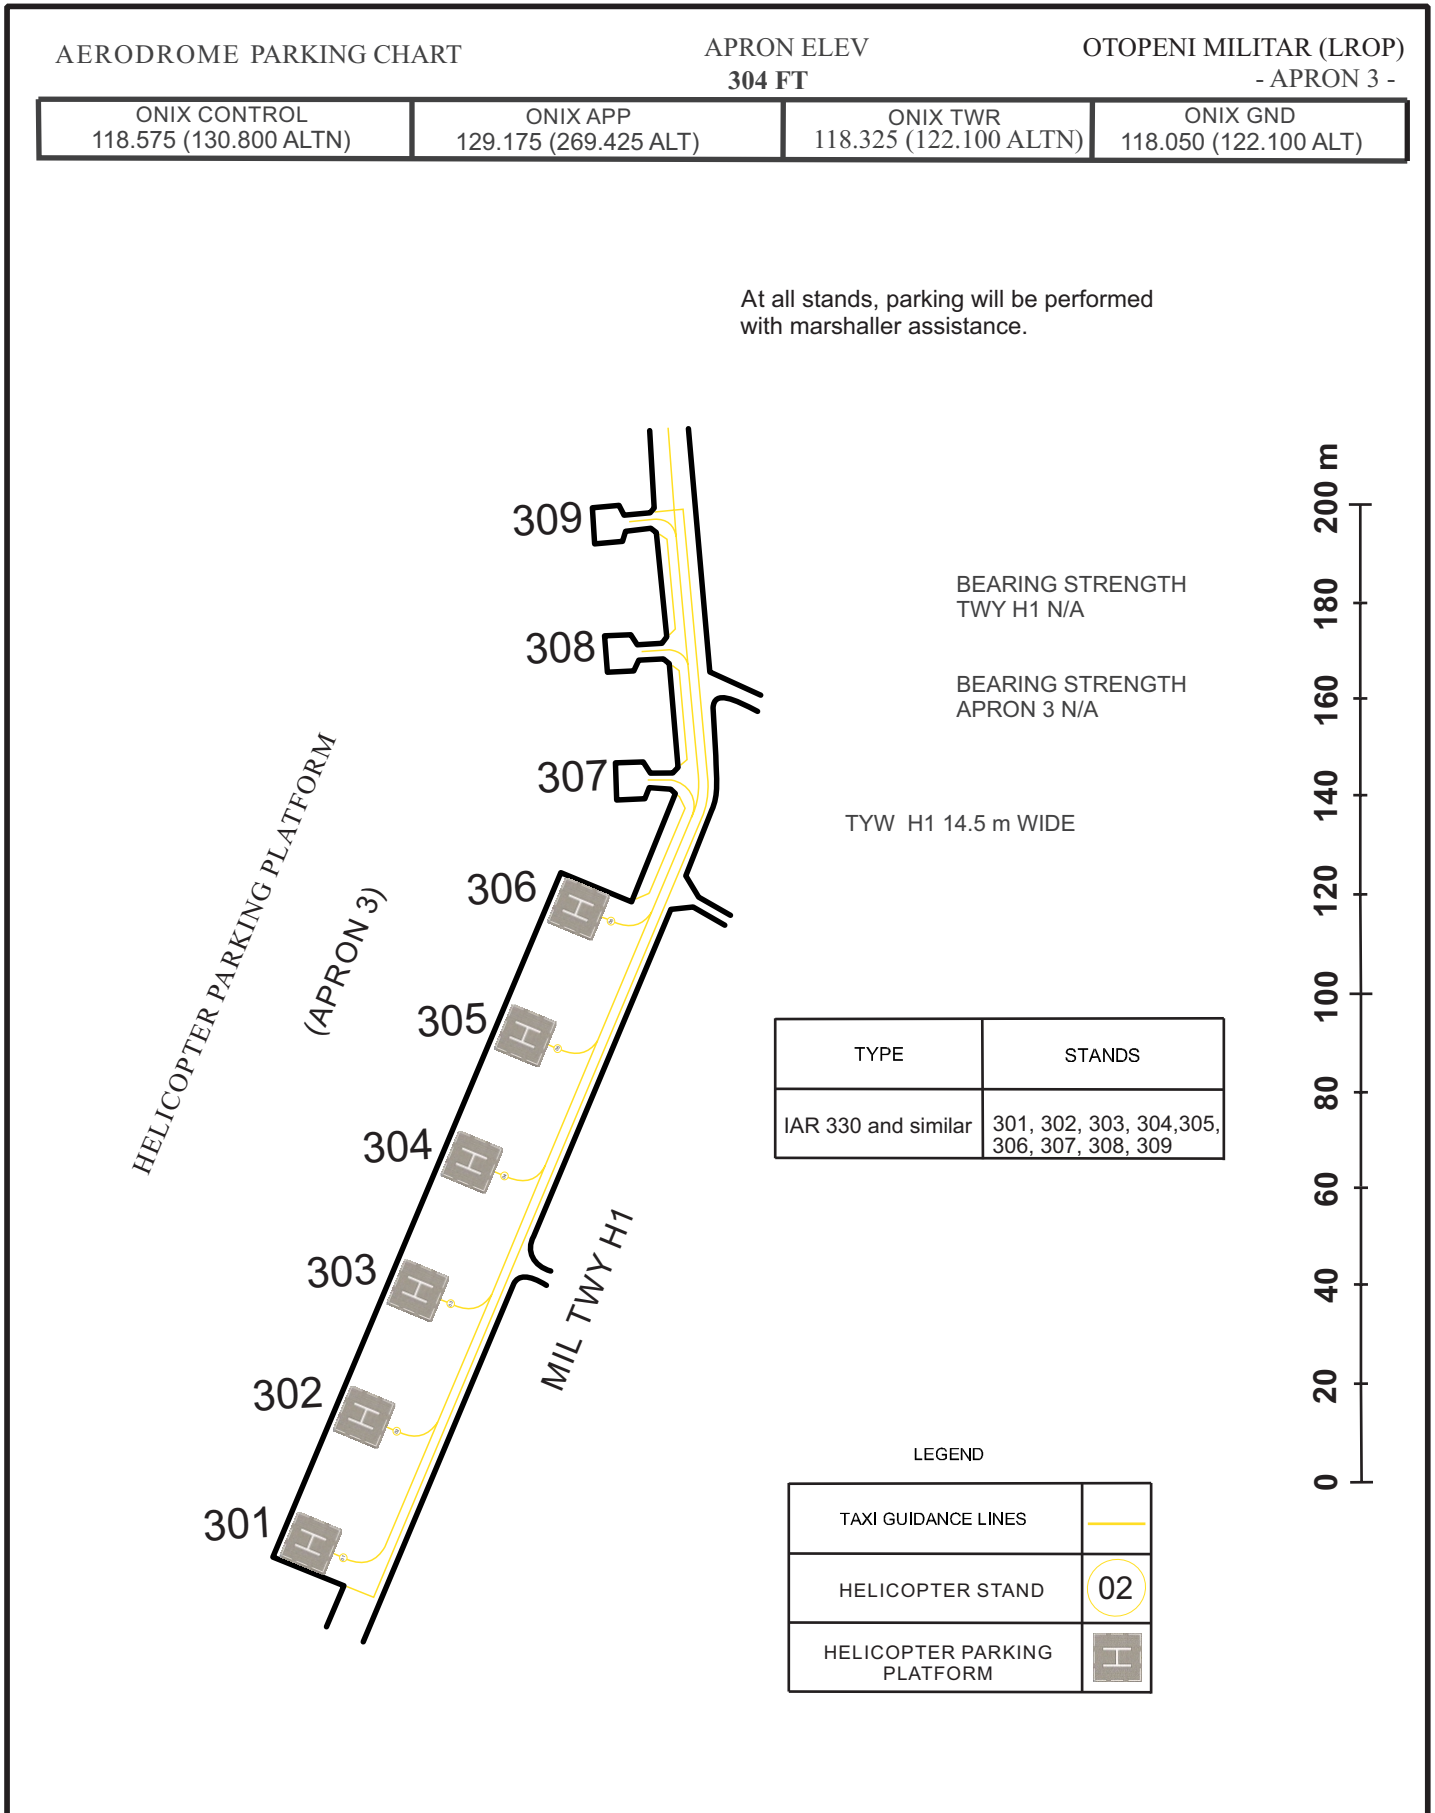 AERODROME PARKING CHART
APRON ELEV
304 FT
OTOPENI MILITAR (LROP)
- APRON 3 -
ONIX CONTROL
118.575 (130.800 ALTN)
ONIX APP
129.175 (269.425 ALT)
ONIX TWR
118.325 (122.100 ALTN)
ONIX GND
118.050 (122.100 ALT)
At all stands, parking will be performed
with marshaller assistance.
309
308
307
306
305
304
303
302
301
HELICOPTER PARKING PLATFORM
(APRON 3)
MIL TWY H1
BEARING STRENGTH
TWY H1 N/A
BEARING STRENGTH
APRON 3 N/A
TYW H1 14.5 m WIDE
TYPE
STANDS
IAR 330 and similar
301, 302, 303, 304,305,
306, 307, 308, 309
200 m
180
160
140
120
100
80
60
40
20
0
LEGEND
TAXI GUIDANCE LINES
HELICOPTER STAND
02
HELICOPTER PARKING
PLATFORM
H
H
H
H
H
H
H